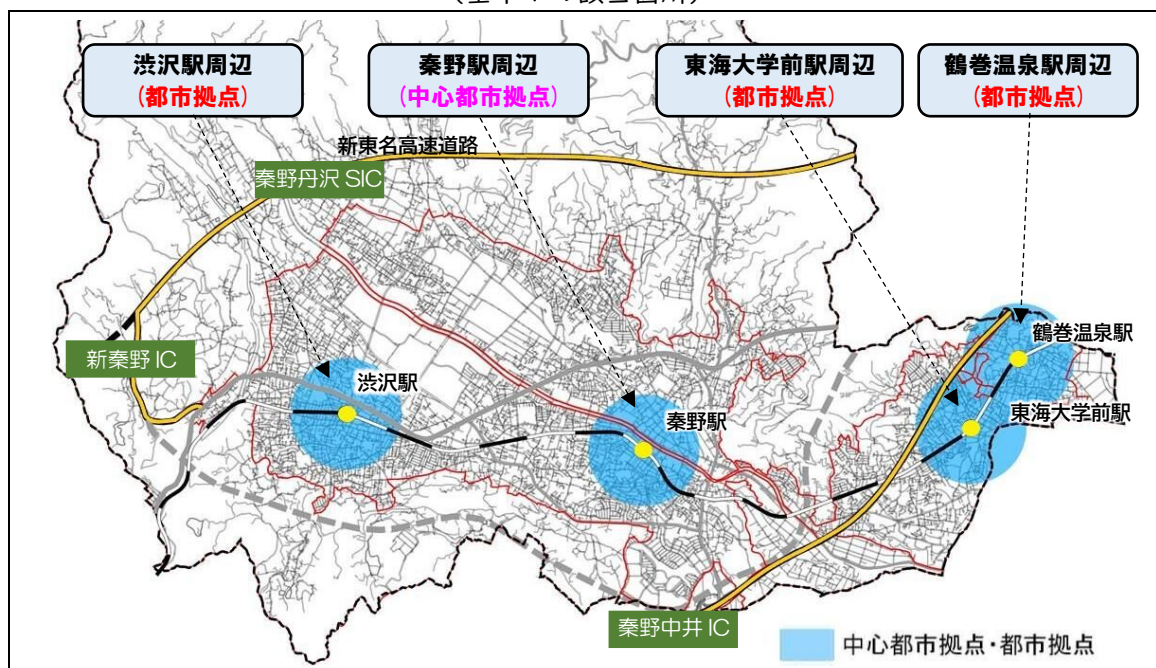 渋沢駅周辺
(都市拠点)
秦野駅周辺
(中心都市拠点)
東海大学前駅周辺
(都市拠点)
鶴巻温泉駅周辺
(都市拠点)
新東名高速道路
秦野丹沢 SIC
新秦野 IC
渋沢駅
秦野駅
鶴巻温泉駅
東海大学前駅
秦野中井 IC
中心都市拠点・都市拠点